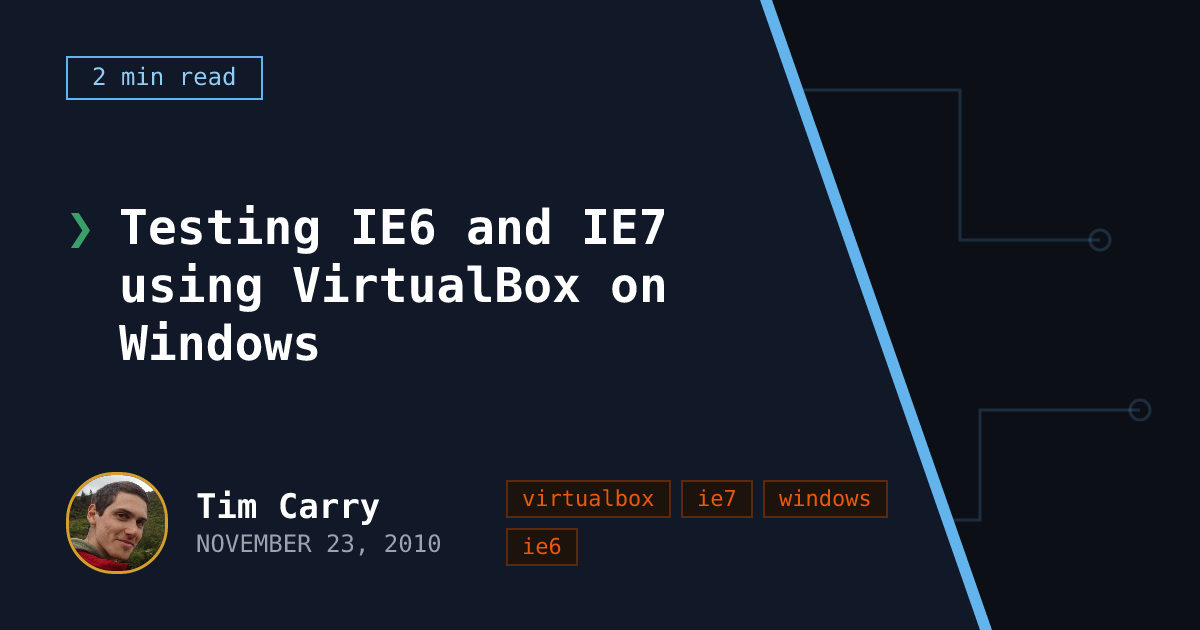 2 min read
❯ Testing IE6 and IE7
using VirtualBox on
Windows
Tim Carry
NOVEMBER 23, 2010
virtualbox ie7 windows
ie6